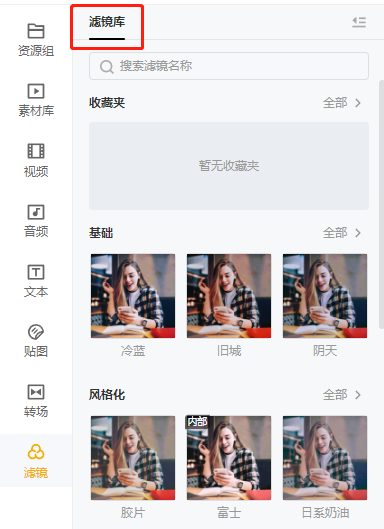 资源组
素材库
视频
音频
文本
贴图
转场
滤镜
滤镜库
搜索滤镜名称
收藏夹 全部
暂无收藏夹
基础 全部
冷蓝 旧城 阴天
风格化 全部
内部
胶片 富士 日系奶油